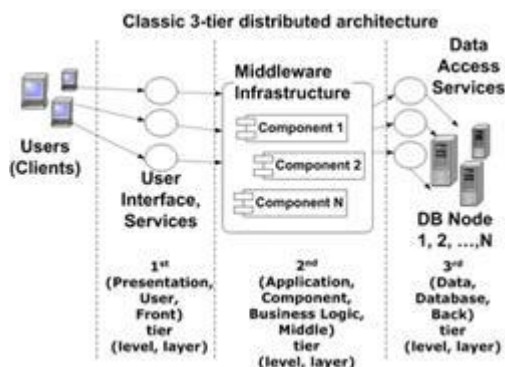 Classic 3-tier distributed architecture
Users
(Clients)
User
Interface,
Services
Middleware
Infrastructure
Component 1
Component 2
Component N
Data
Access
Services
DB Node
1, 2, ...,N
1st
(Presentation,
User,
Front)
tier
(level, layer)
2nd
(Application,
Component,
Business Logic,
Middle)
tier
(level, layer)
3rd
(Data,
Database,
Back)
tier
(level, layer)